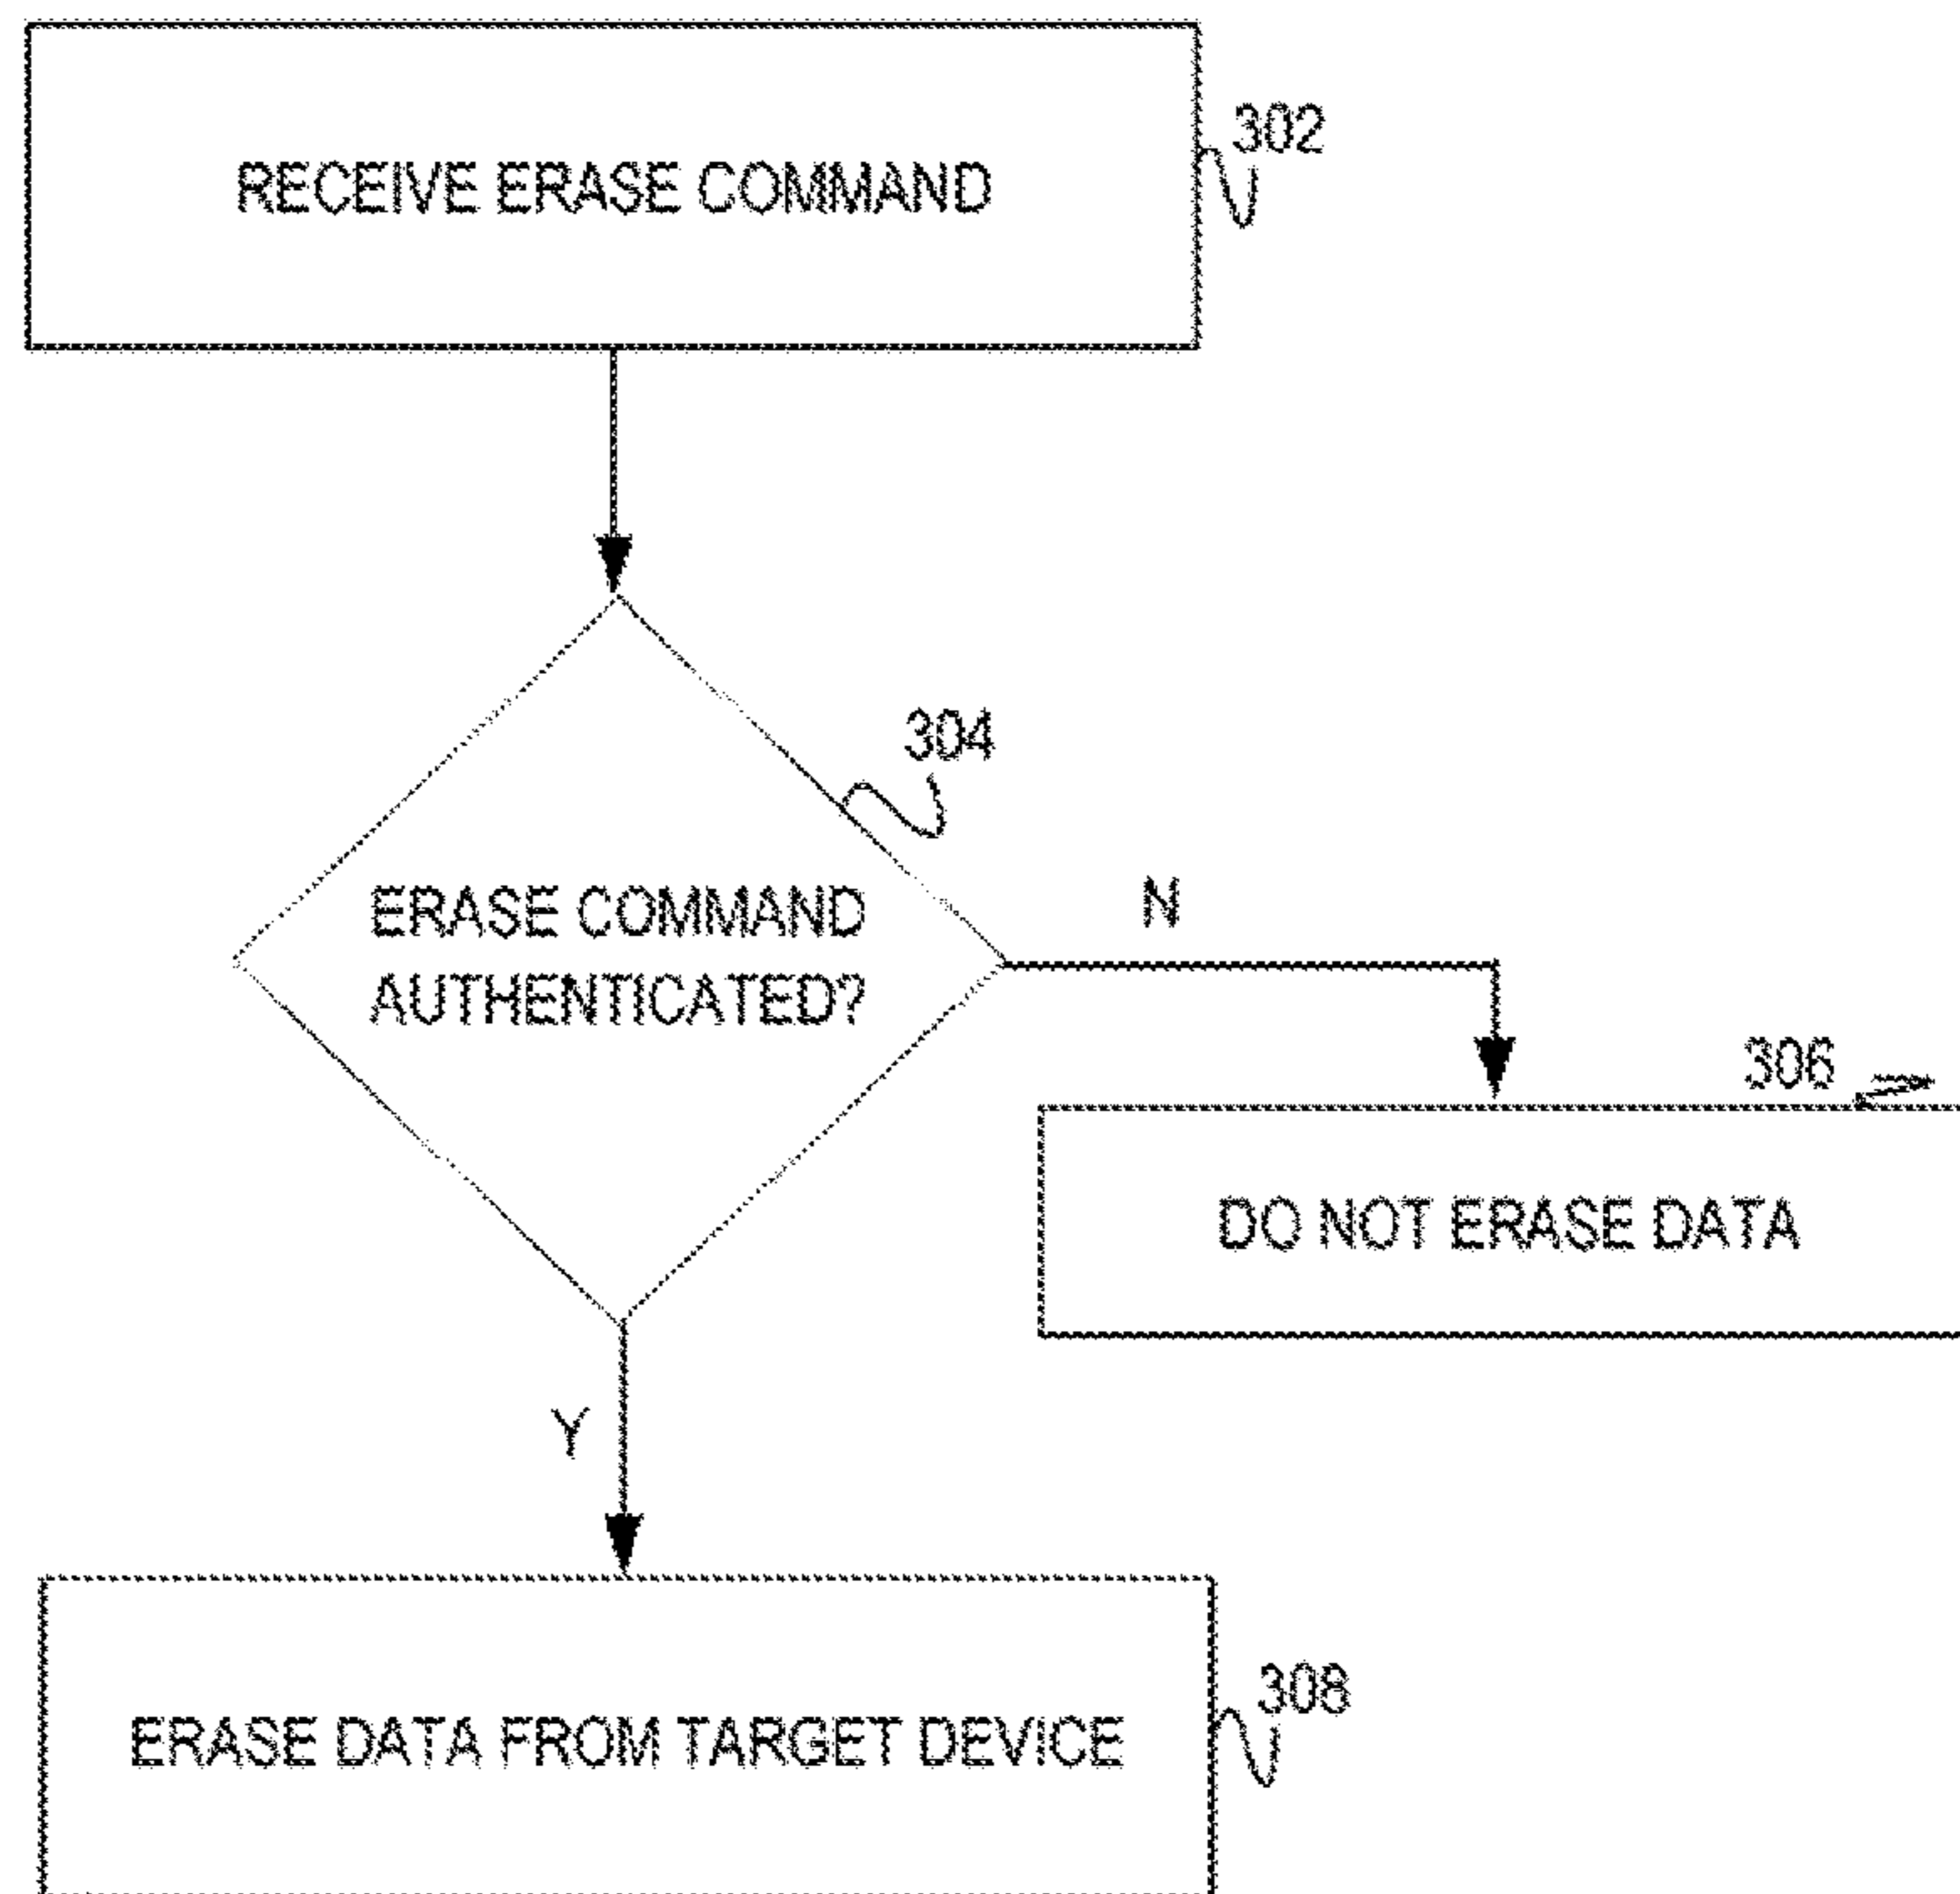 RECEIVE ERASE COMMAND
302
304
ERASE COMMAND
AUTHENTICATED?
N
306
DO NOT ERASE DATA
Y
308
ERASE DATA FROM TARGET DEVICE